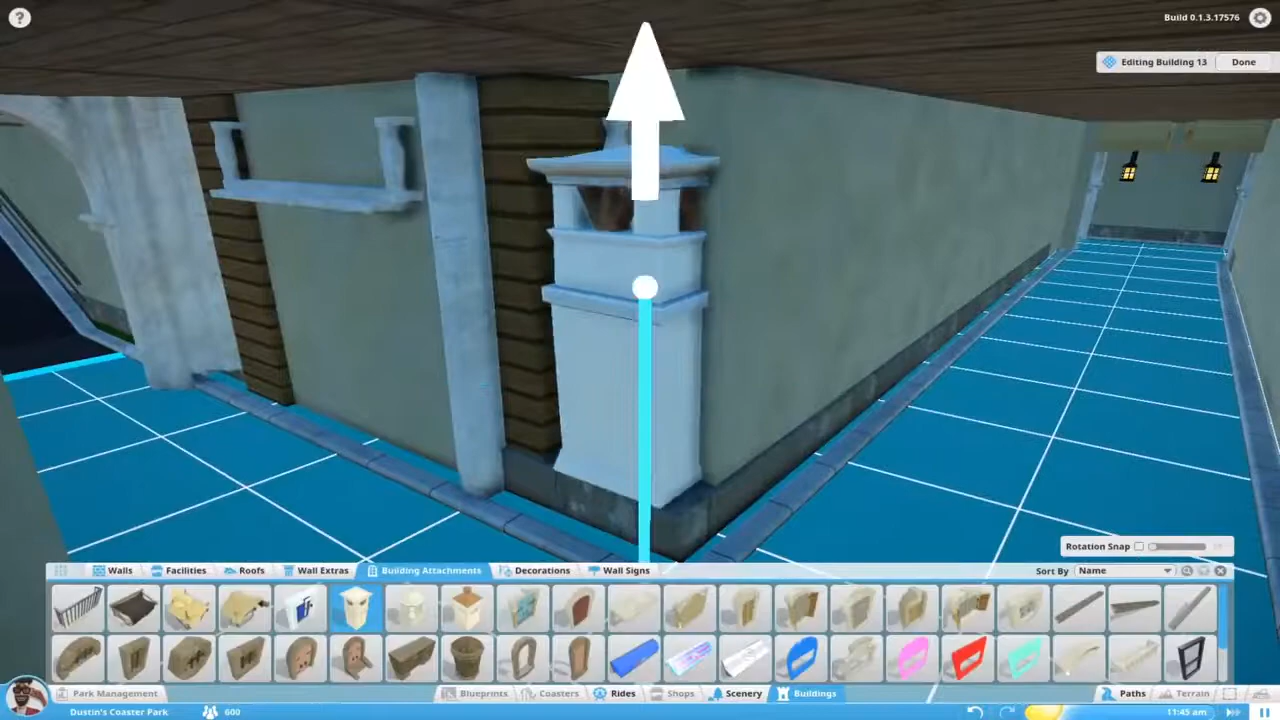 ?
Build 0.1.3.17576
Editing Building 13 Done
Rotation Snap
Walls Facilities Roofs Wall Extras Building Attachments Decorations Wall Signs Sort By Name
Park Management Blueprints Coasters Rides Shops Scenery Buildings Paths Terrain
Dustin's Coaster Park 600 11:45 am